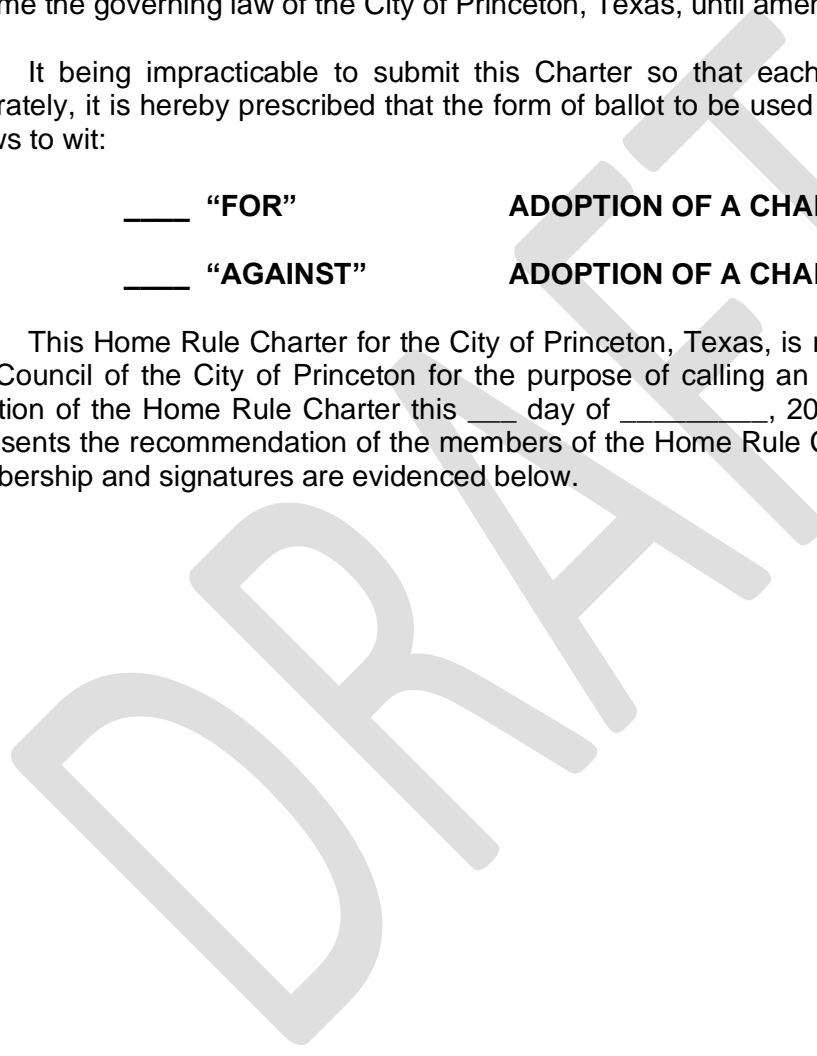 me the governing law of the City of Princeton, Texas, until amen
It being impracticable to submit this Charter so that each
rately, it is hereby prescribed that the form of ballot to be used
ws to wit:
____ “FOR” ADOPTION OF A CHA
____ “AGAINST” ADOPTION OF A CHA
This Home Rule Charter for the City of Princeton, Texas, is
Council of the City of Princeton for the purpose of calling an
tion of the Home Rule Charter this ___ day of _________, 20
sents the recommendation of the members of the Home Rule C
bership and signatures are evidenced below.
DRAFT